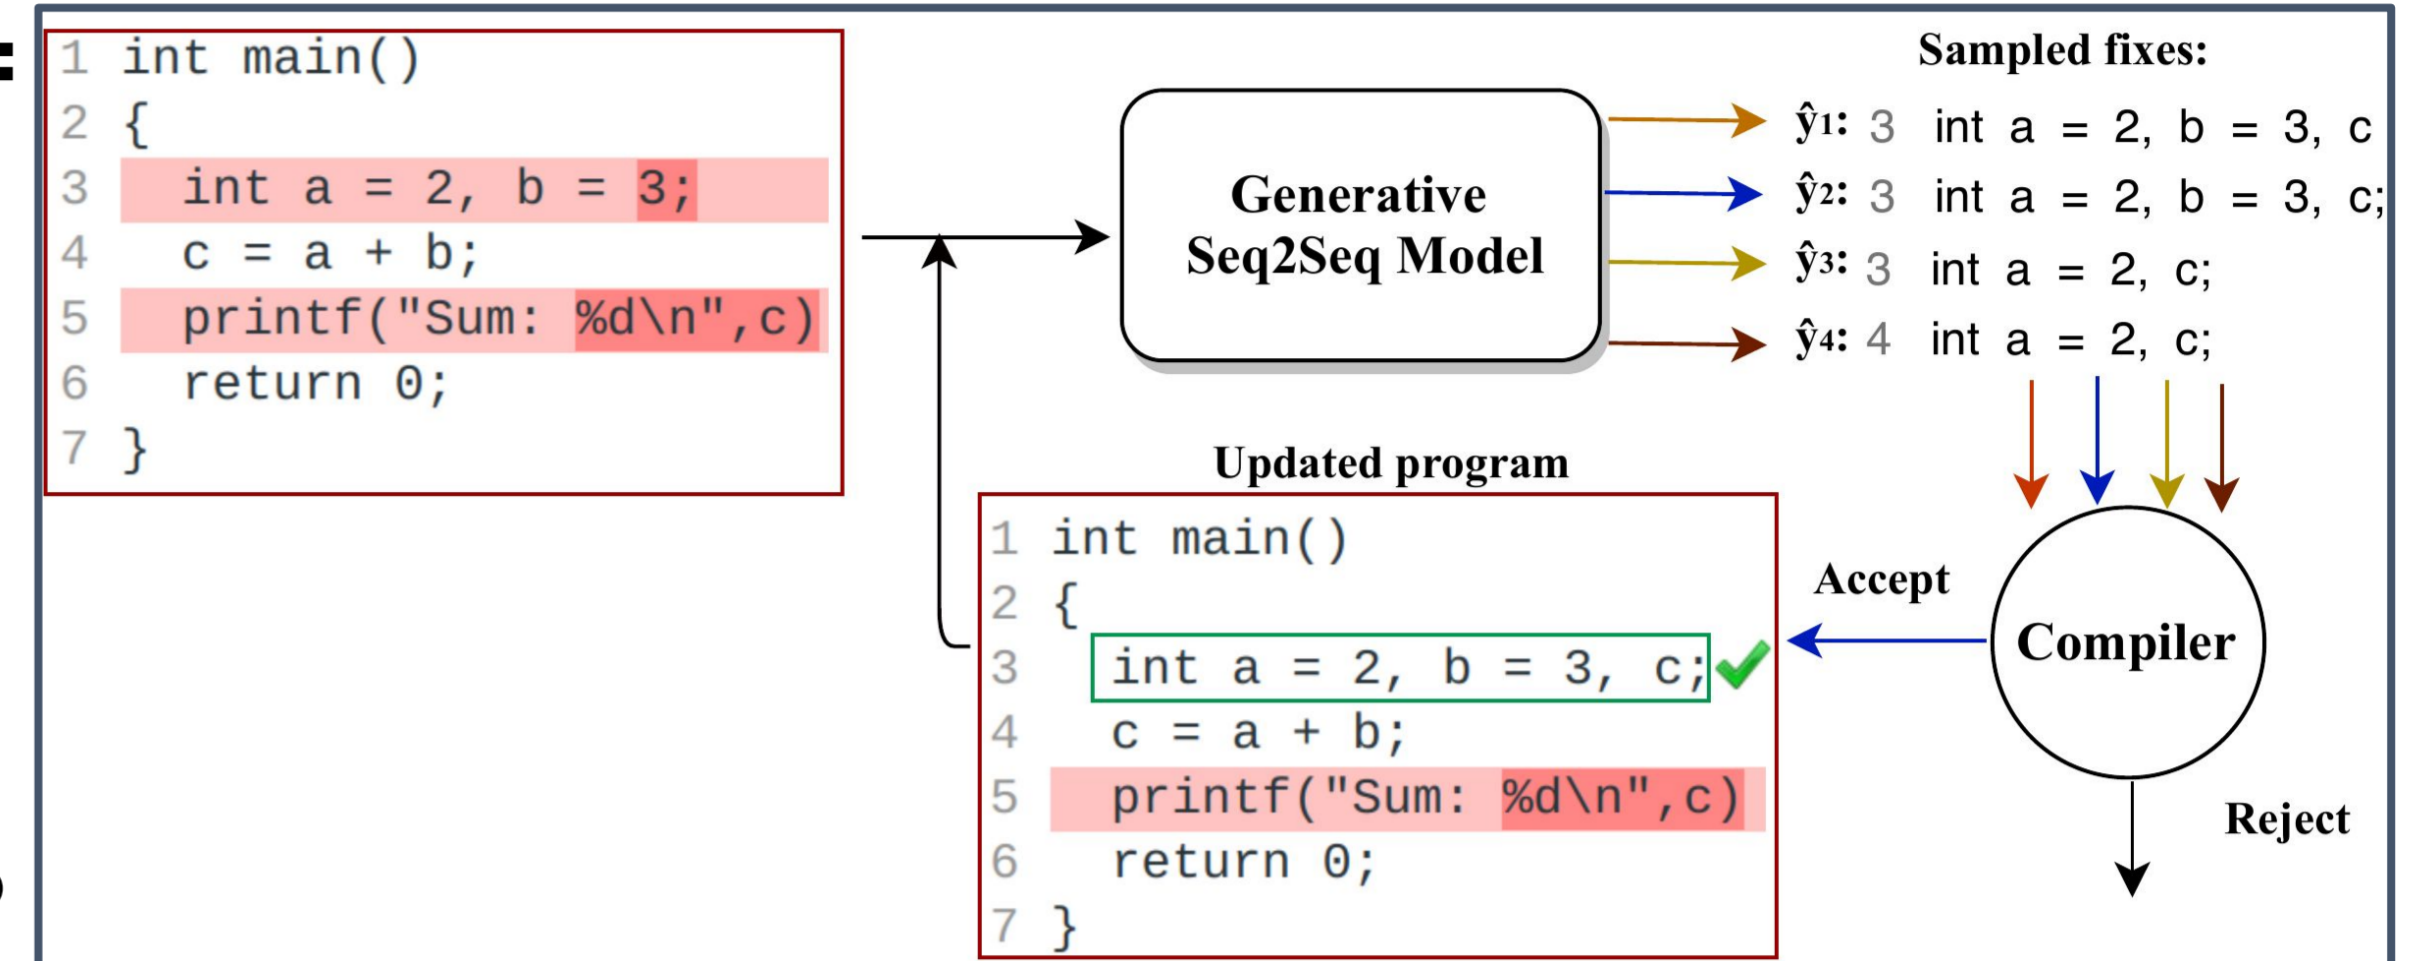 1 int main()
2 {
3 int a = 2, b = 3;
4 c = a + b;
5 printf("Sum: %d\n",c)
6 return 0;
7 }
Generative
Seq2Seq Model
Sampled fixes:
ŷ1: 3 int a = 2, b = 3, c
ŷ2: 3 int a = 2, b = 3, c;
ŷ3: 3 int a = 2, c;
ŷ4: 4 int a = 2, c;
Updated program
1 int main()
2 {
3 int a = 2, b = 3, c;
4 c = a + b;
5 printf("Sum: %d\n",c)
6 return 0;
7 }
Accept
Compiler
Reject